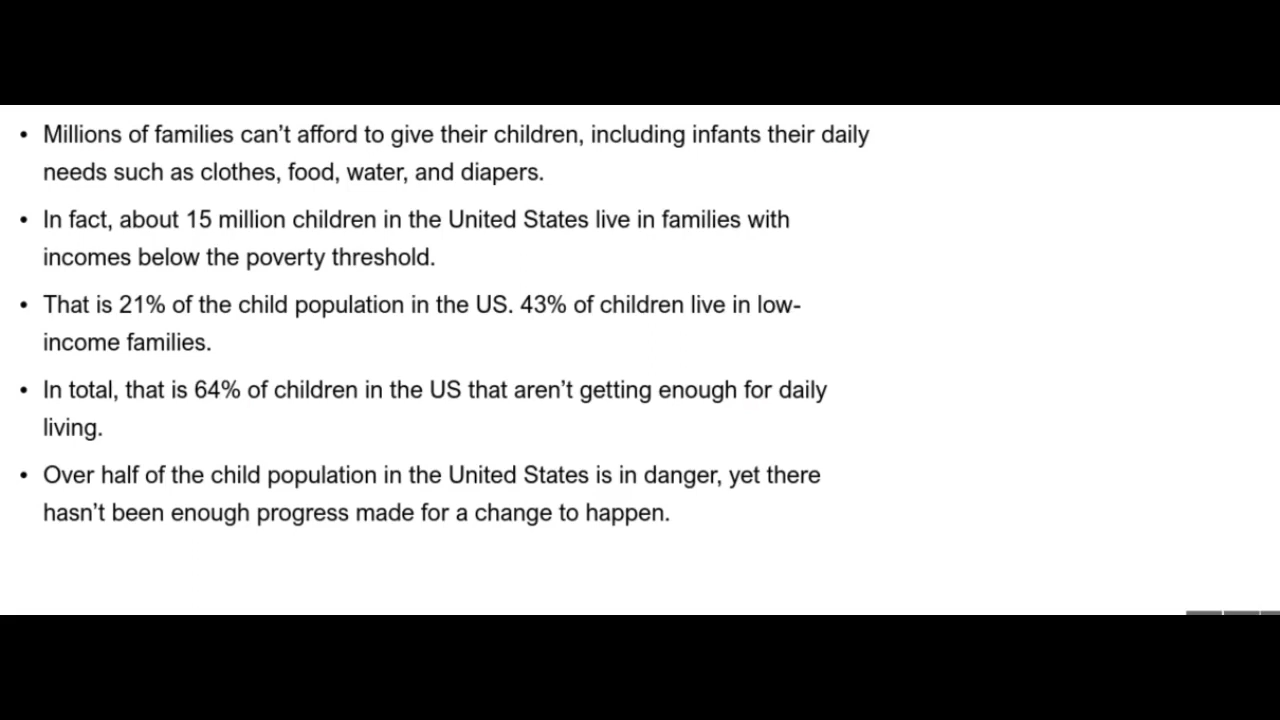 • Millions of families can’t afford to give their children, including infants their daily
needs such as clothes, food, water, and diapers.
• In fact, about 15 million children in the United States live in families with
incomes below the poverty threshold.
• That is 21% of the child population in the US. 43% of children live in low-
income families.
• In total, that is 64% of children in the US that aren’t getting enough for daily
living.
• Over half of the child population in the United States is in danger, yet there
hasn’t been enough progress made for a change to happen.